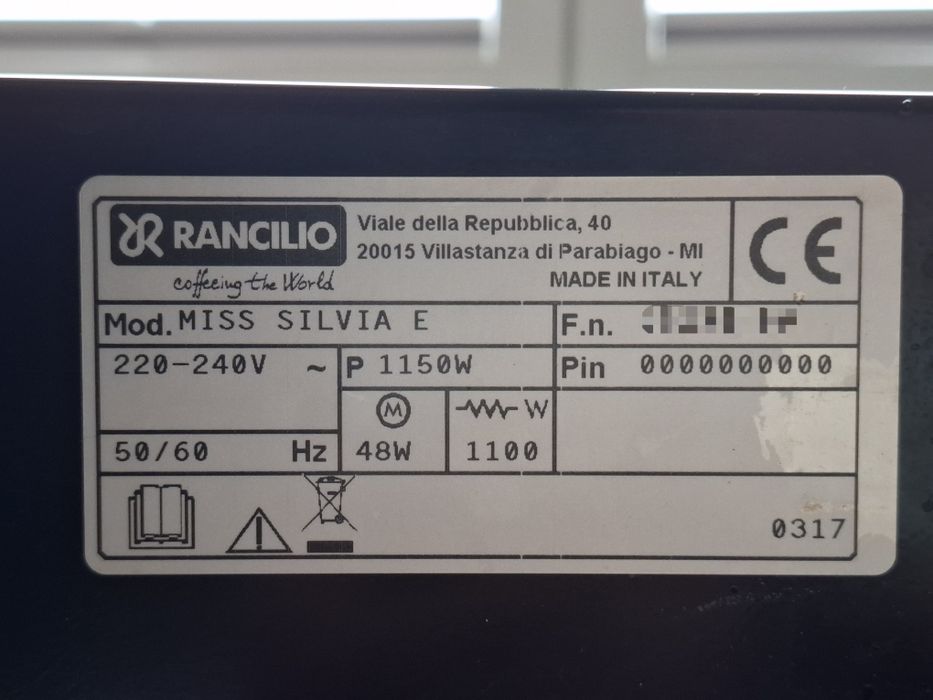 RANCILIO
coffeeing the World
Viale della Repubblica, 40
20015 Villastanza di Parabiago - MI
MADE IN ITALY
CE
Mod. MISS SILVIA E
F.n.
220-240V ~
P 1150W
Pin 0000000000
M
W
50/60 Hz
48W
1100
0317